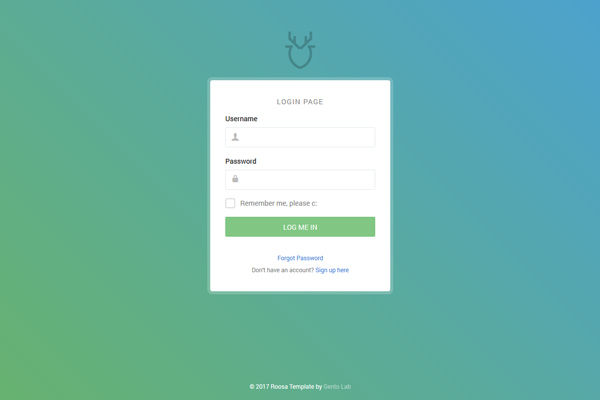 LOGIN PAGE
Username
Password
Remember me, please c:
LOG ME IN
Forgot Password
Don't have an account? Sign up here
© 2017 Roosa Template by Gento Lab